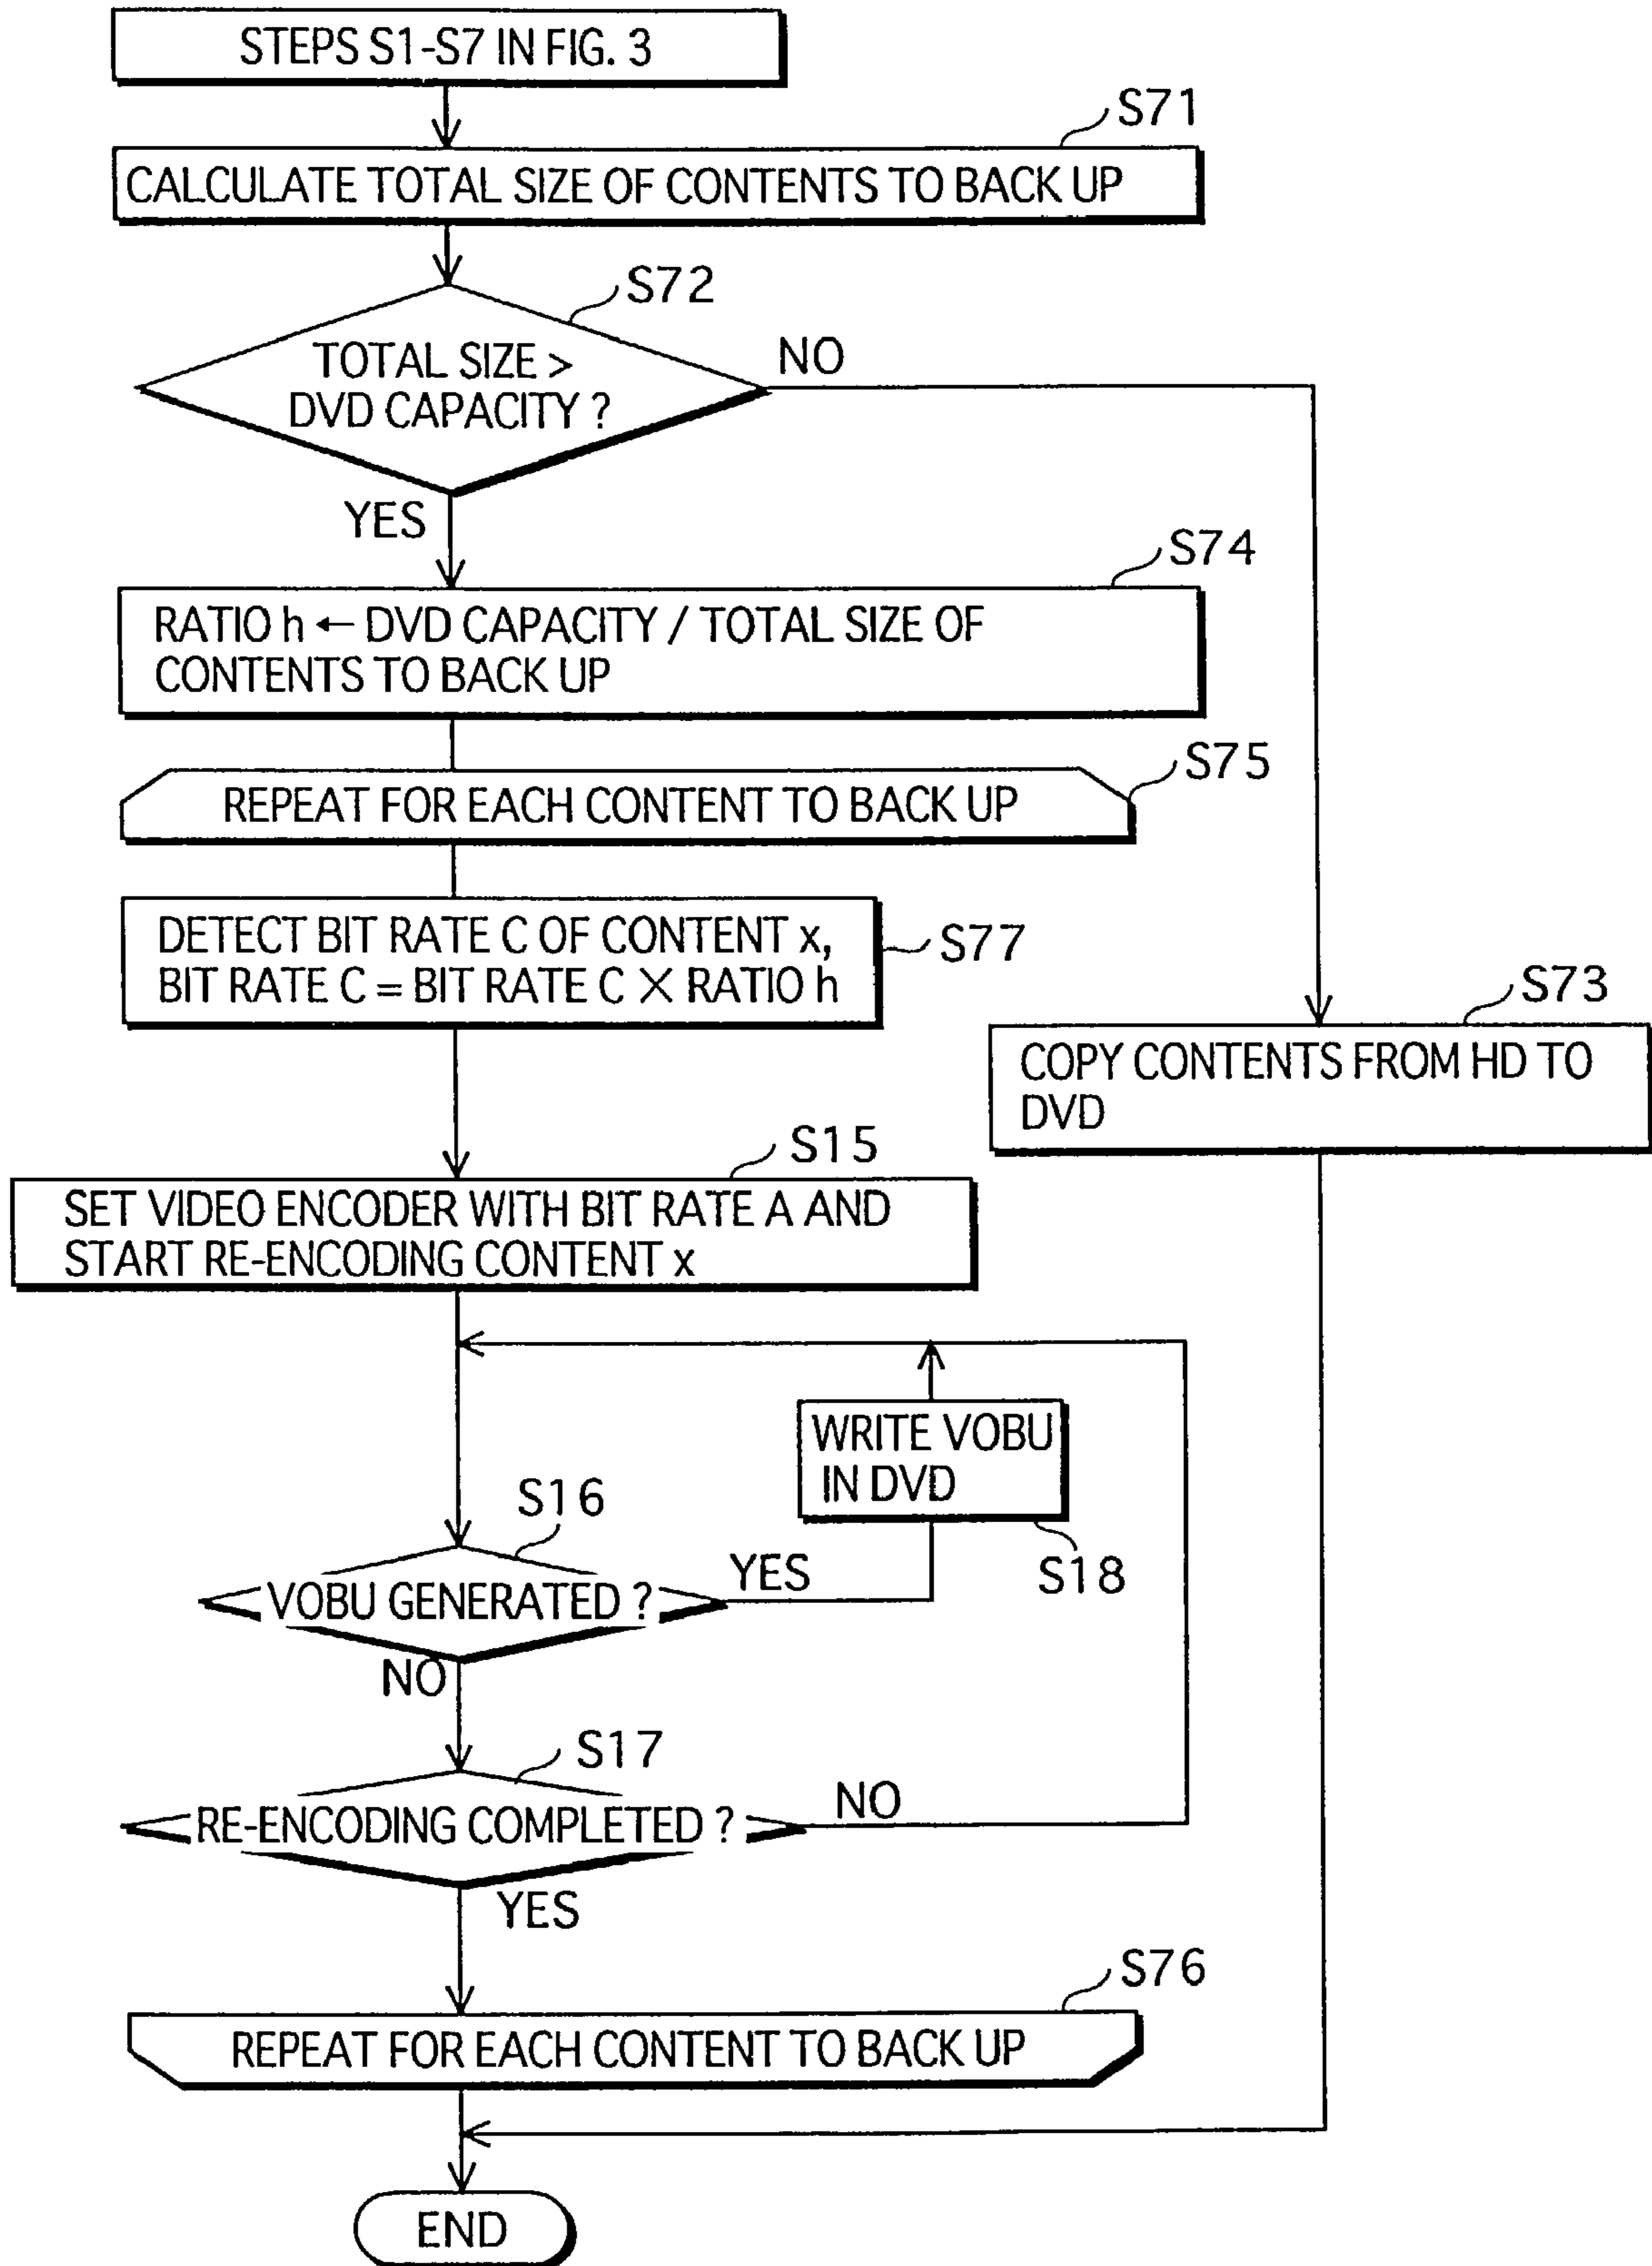 STEPS S1-S7 IN FIG. 3
S71
CALCULATE TOTAL SIZE OF CONTENTS TO BACK UP
S72
TOTAL SIZE >
DVD CAPACITY ?
NO
YES
S74
RATIO h ← DVD CAPACITY / TOTAL SIZE OF
CONTENTS TO BACK UP
S75
REPEAT FOR EACH CONTENT TO BACK UP
DETECT BIT RATE C OF CONTENT x,
BIT RATE C = BIT RATE C × RATIO h
S77
S73
COPY CONTENTS FROM HD TO
DVD
S15
SET VIDEO ENCODER WITH BIT RATE A AND
START RE-ENCODING CONTENT x
WRITE VOBU
IN DVD
S16
S18
VOBU GENERATED ?
YES
NO
S17
RE-ENCODING COMPLETED ?
NO
YES
S76
REPEAT FOR EACH CONTENT TO BACK UP
END